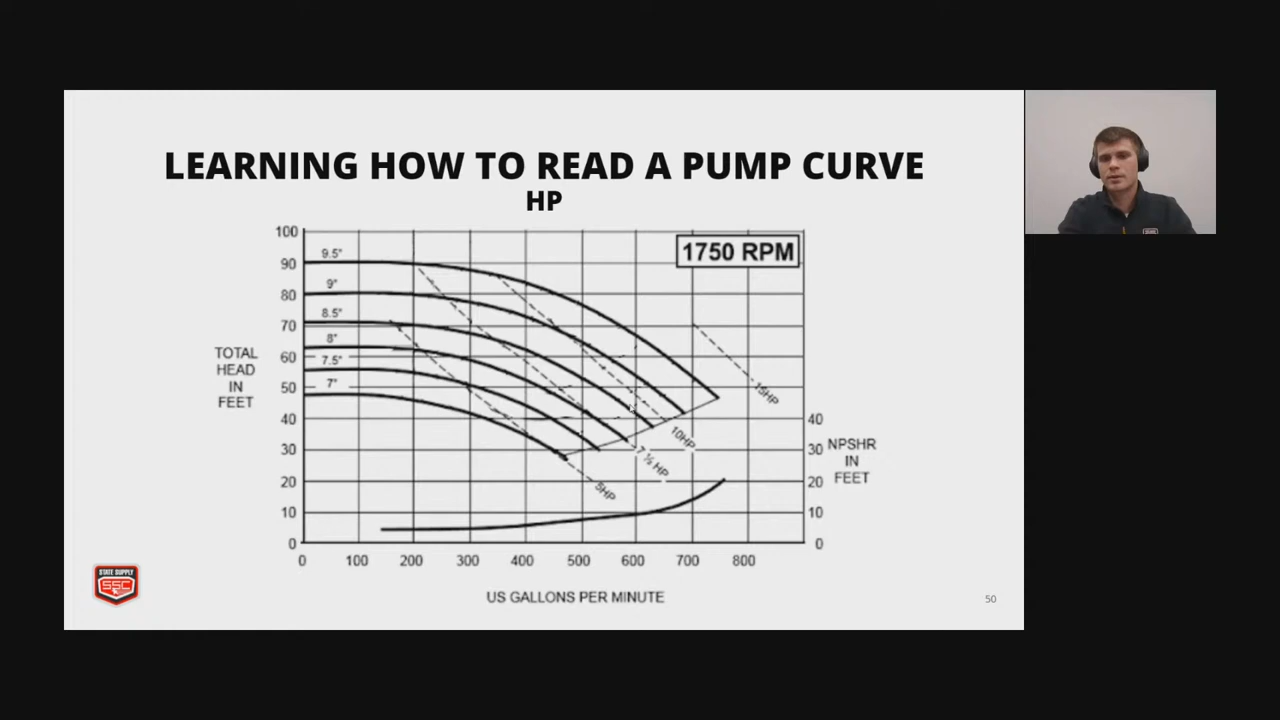 LEARNING HOW TO READ A PUMP CURVE
HP
1750 RPM
100
90
80
70
60
50
40
30
20
10
0
9.5"
9"
8.5"
8"
7.5"
7"
TOTAL
HEAD
IN
FEET
15HP
10HP
7 ½ HP
5HP
40
30
20
10
0
NPSHR
IN
FEET
0 100 200 300 400 500 600 700 800
US GALLONS PER MINUTE
STATE SUPPLY
SSC
50